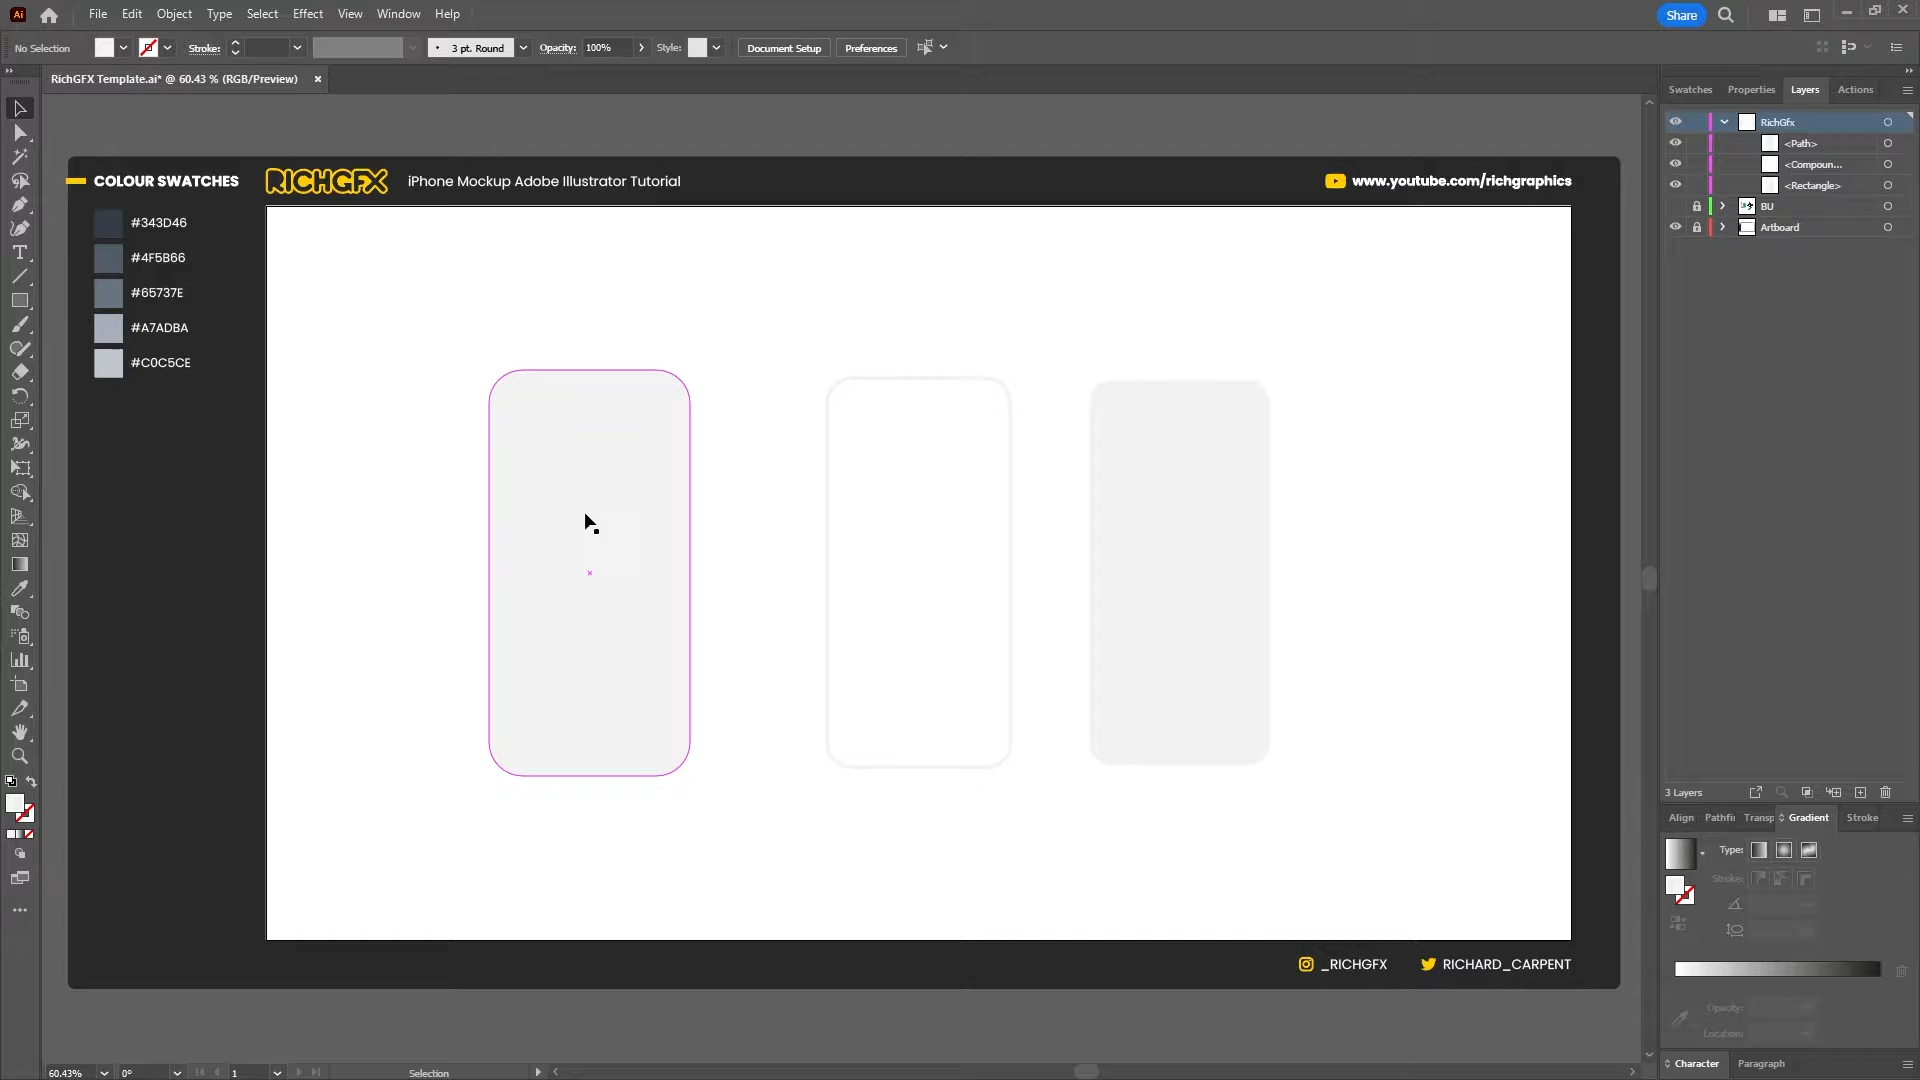 Ai File Edit Object Type Select Effect View Window Help Share
No Selection Stroke: 3 pt. Round Opacity: 100% Style: Document Setup Preferences
RichGFX Template.ai* @ 60.43 % (RGB/Preview) ×
Swatches Properties Layers Actions
RichGfx
<Path>
<Compoun...
<Rectangle>
BU
Artboard
COLOUR SWATCHES RICHGFX iPhone Mockup Adobe Illustrator Tutorial www.youtube.com/richgraphics
#343D46
#4F5B66
#65737E
#A7ADBA
#C0C5CE
_RICHGFX RICHARD_CARPENT
3 Layers
Align Pathfi Transp Gradient Stroke
Type:
Stroke:
Opacity:
Location:
Character Paragraph
60.43% 0° 1 Selection